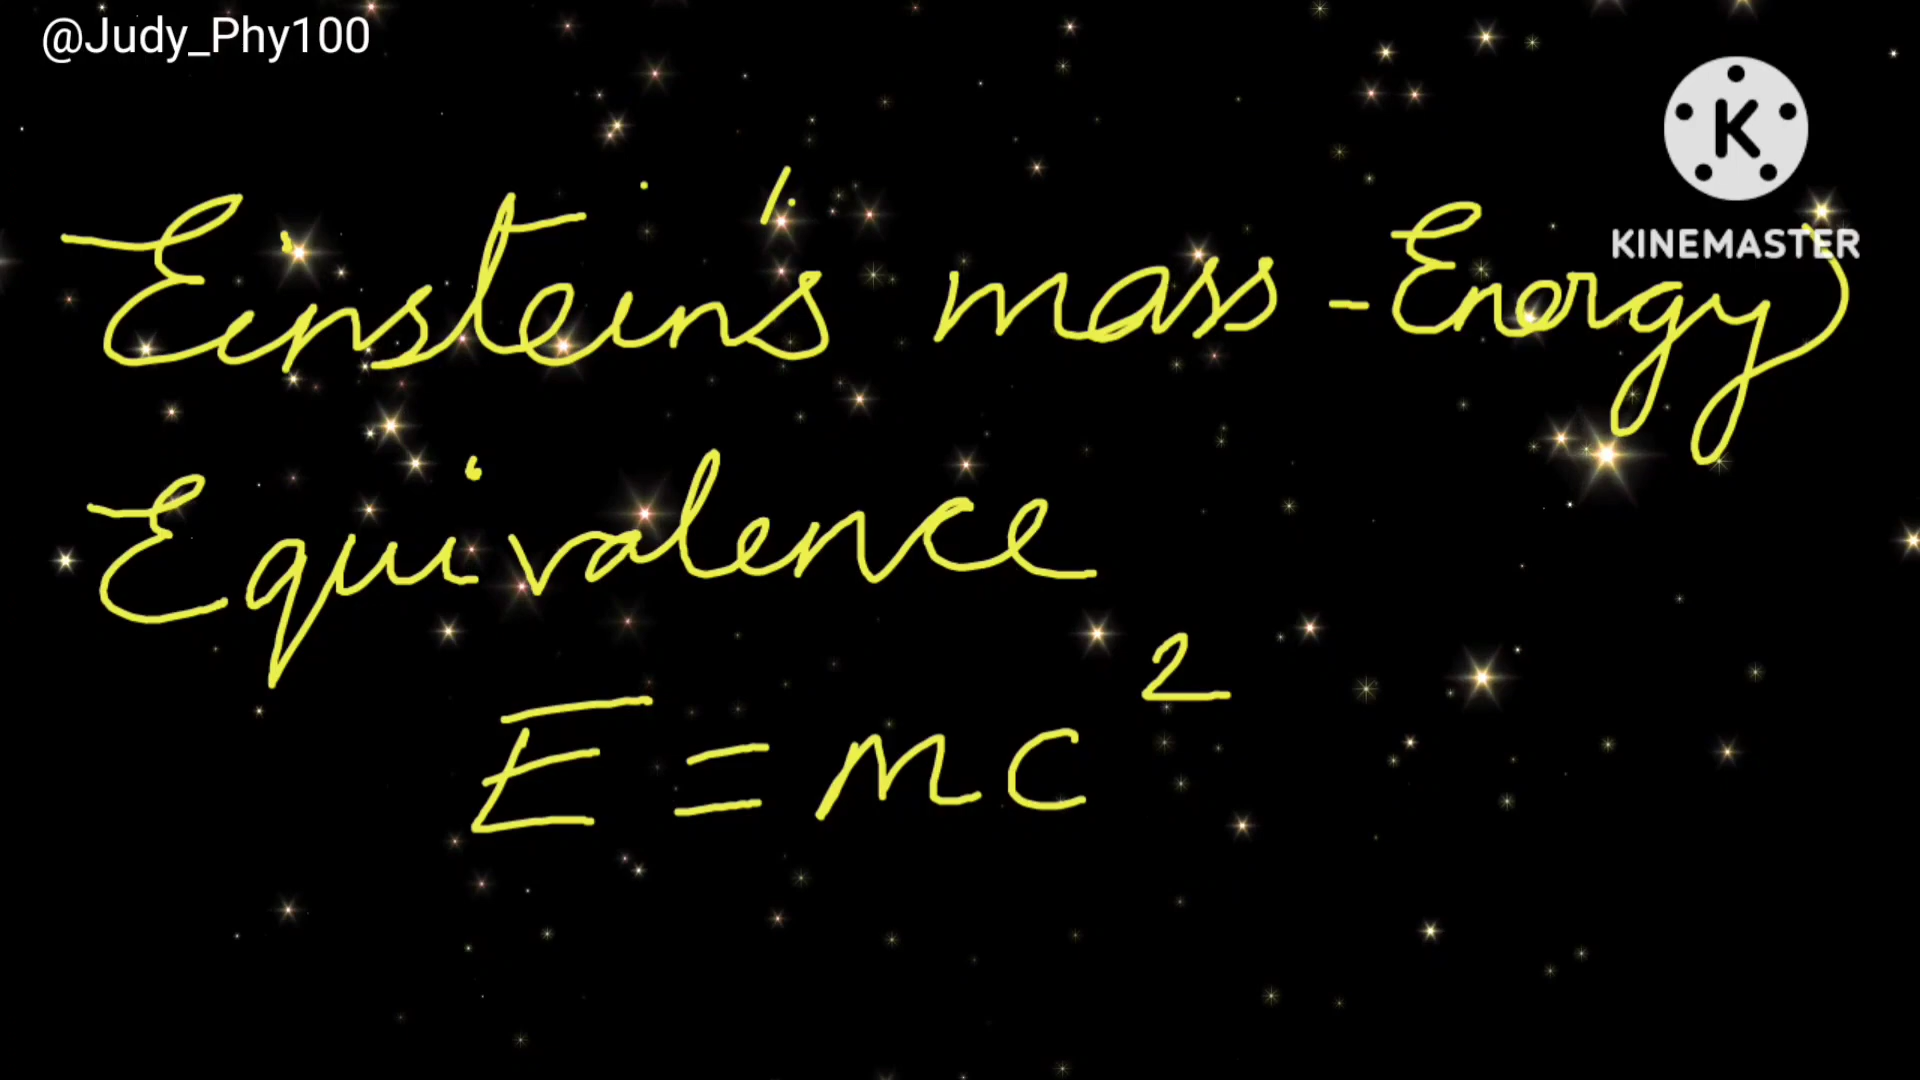 @Judy_Phy100
KINEMASTER
Einstein's mass-Energy
Equivalence
E = mc²